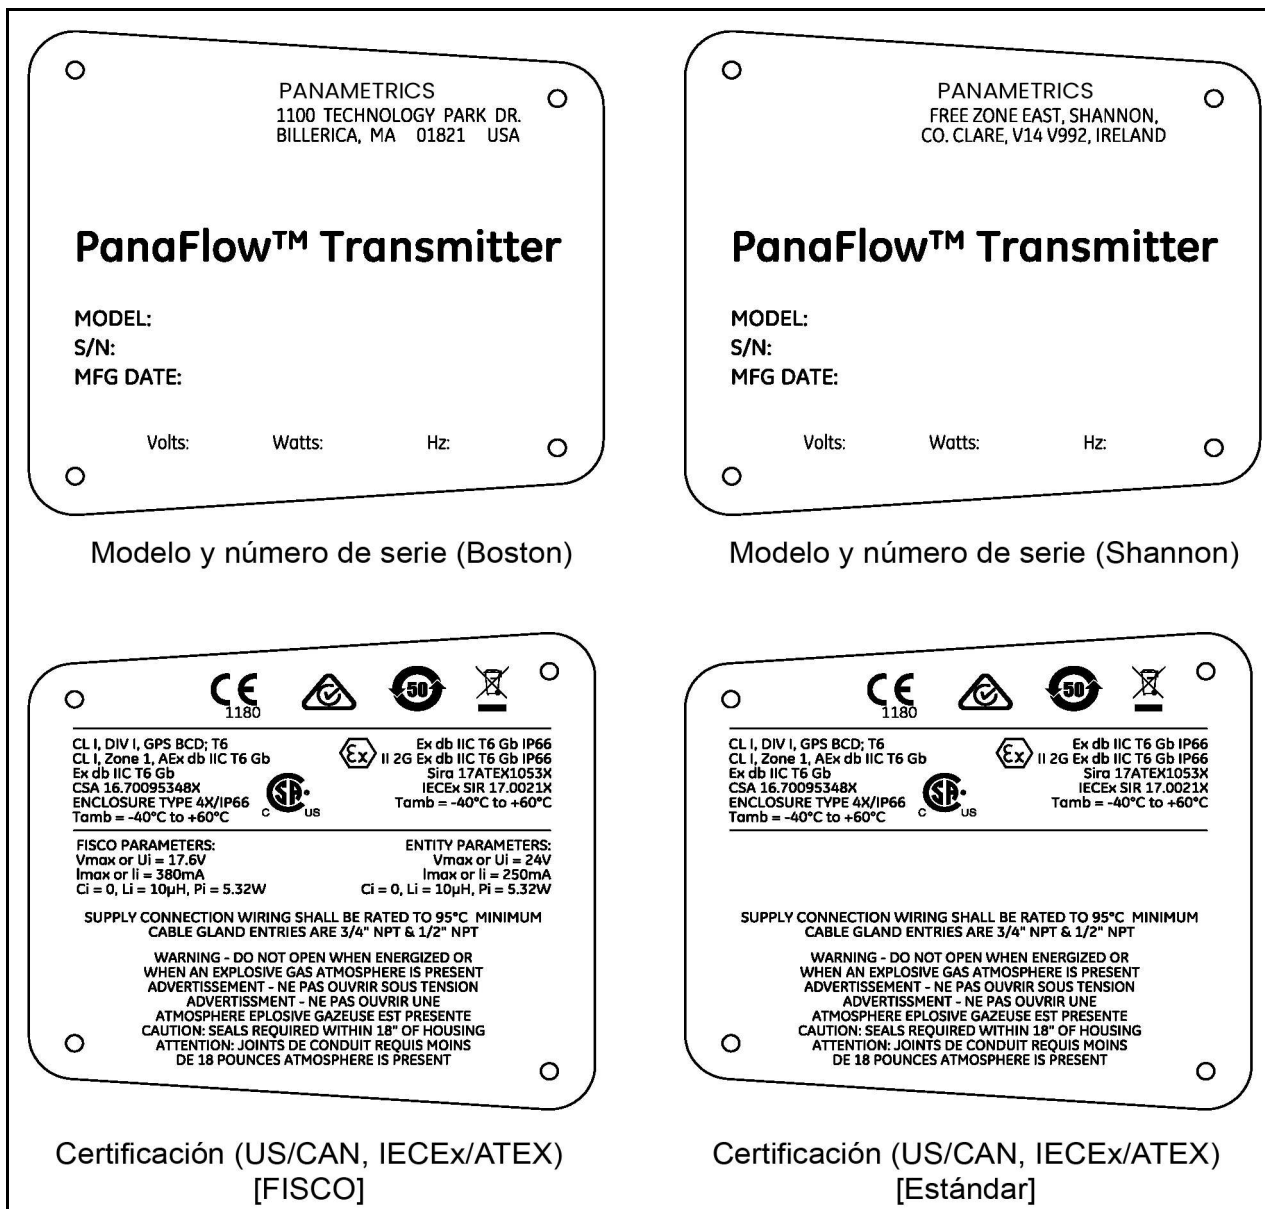 PANAMETRICS
1100 TECHNOLOGY PARK DR.
BILLERICA, MA 01821 USA
PanaFlow™ Transmitter
MODEL:
S/N:
MFG DATE:
Volts: Watts: Hz:
Modelo y número de serie (Boston)
PANAMETRICS
FREE ZONE EAST, SHANNON,
CO. CLARE, V14 V992, IRELAND
PanaFlow™ Transmitter
MODEL:
S/N:
MFG DATE:
Volts: Watts: Hz:
Modelo y número de serie (Shannon)
CE
1180
50
CL I, DIV I, GPS BCD; T6
CL I, Zone 1, AEx db IIC T6 Gb
Ex db IIC T6 Gb
CSA 16.70095348X
ENCLOSURE TYPE 4X/IP66
Tamb = -40°C to +60°C
C SA US
Ex
Ex db IIC T6 Gb IP66
II 2G Ex db IIC T6 Gb IP66
Sira 17ATEX1053X
IECEx SIR 17.0021X
Tamb = -40°C to +60°C
FISCO PARAMETERS:
Vmax or Ui = 17.6V
Imax or Ii = 380mA
Ci = 0, Li = 10µH, Pi = 5.32W
ENTITY PARAMETERS:
Vmax or Ui = 24V
Imax or Ii = 250mA
Ci = 0, Li = 10µH, Pi = 5.32W
SUPPLY CONNECTION WIRING SHALL BE RATED TO 95°C MINIMUM
CABLE GLAND ENTRIES ARE 3/4" NPT & 1/2" NPT
WARNING - DO NOT OPEN WHEN ENERGIZED OR
WHEN AN EXPLOSIVE GAS ATMOSPHERE IS PRESENT
ADVERTISSEMENT - NE PAS OUVRIR SOUS TENSION
ADVERTISSMENT - NE PAS OUVRIR UNE
ATMOSPHERE EPLOSIVE GAZEUSE EST PRESENTE
CAUTION: SEALS REQUIRED WITHIN 18" OF HOUSING
ATTENTION: JOINTS DE CONDUIT REQUIS MOINS
DE 18 POUNCES ATMOSPHERE IS PRESENT
Certificación (US/CAN, IECEx/ATEX)
[FISCO]
CE
1180
50
CL I, DIV I, GPS BCD; T6
CL I, Zone 1, AEx db IIC T6 Gb
Ex db IIC T6 Gb
CSA 16.70095348X
ENCLOSURE TYPE 4X/IP66
Tamb = -40°C to +60°C
C SA US
Ex
Ex db IIC T6 Gb IP66
II 2G Ex db IIC T6 Gb IP66
Sira 17ATEX1053X
IECEx SIR 17.0021X
Tamb = -40°C to +60°C
SUPPLY CONNECTION WIRING SHALL BE RATED TO 95°C MINIMUM
CABLE GLAND ENTRIES ARE 3/4" NPT & 1/2" NPT
WARNING - DO NOT OPEN WHEN ENERGIZED OR
WHEN AN EXPLOSIVE GAS ATMOSPHERE IS PRESENT
ADVERTISSEMENT - NE PAS OUVRIR SOUS TENSION
ADVERTISSMENT - NE PAS OUVRIR UNE
ATMOSPHERE EPLOSIVE GAZEUSE EST PRESENTE
CAUTION: SEALS REQUIRED WITHIN 18" OF HOUSING
ATTENTION: JOINTS DE CONDUIT REQUIS MOINS
DE 18 POUNCES ATMOSPHERE IS PRESENT
Certificación (US/CAN, IECEx/ATEX)
[Estándar]